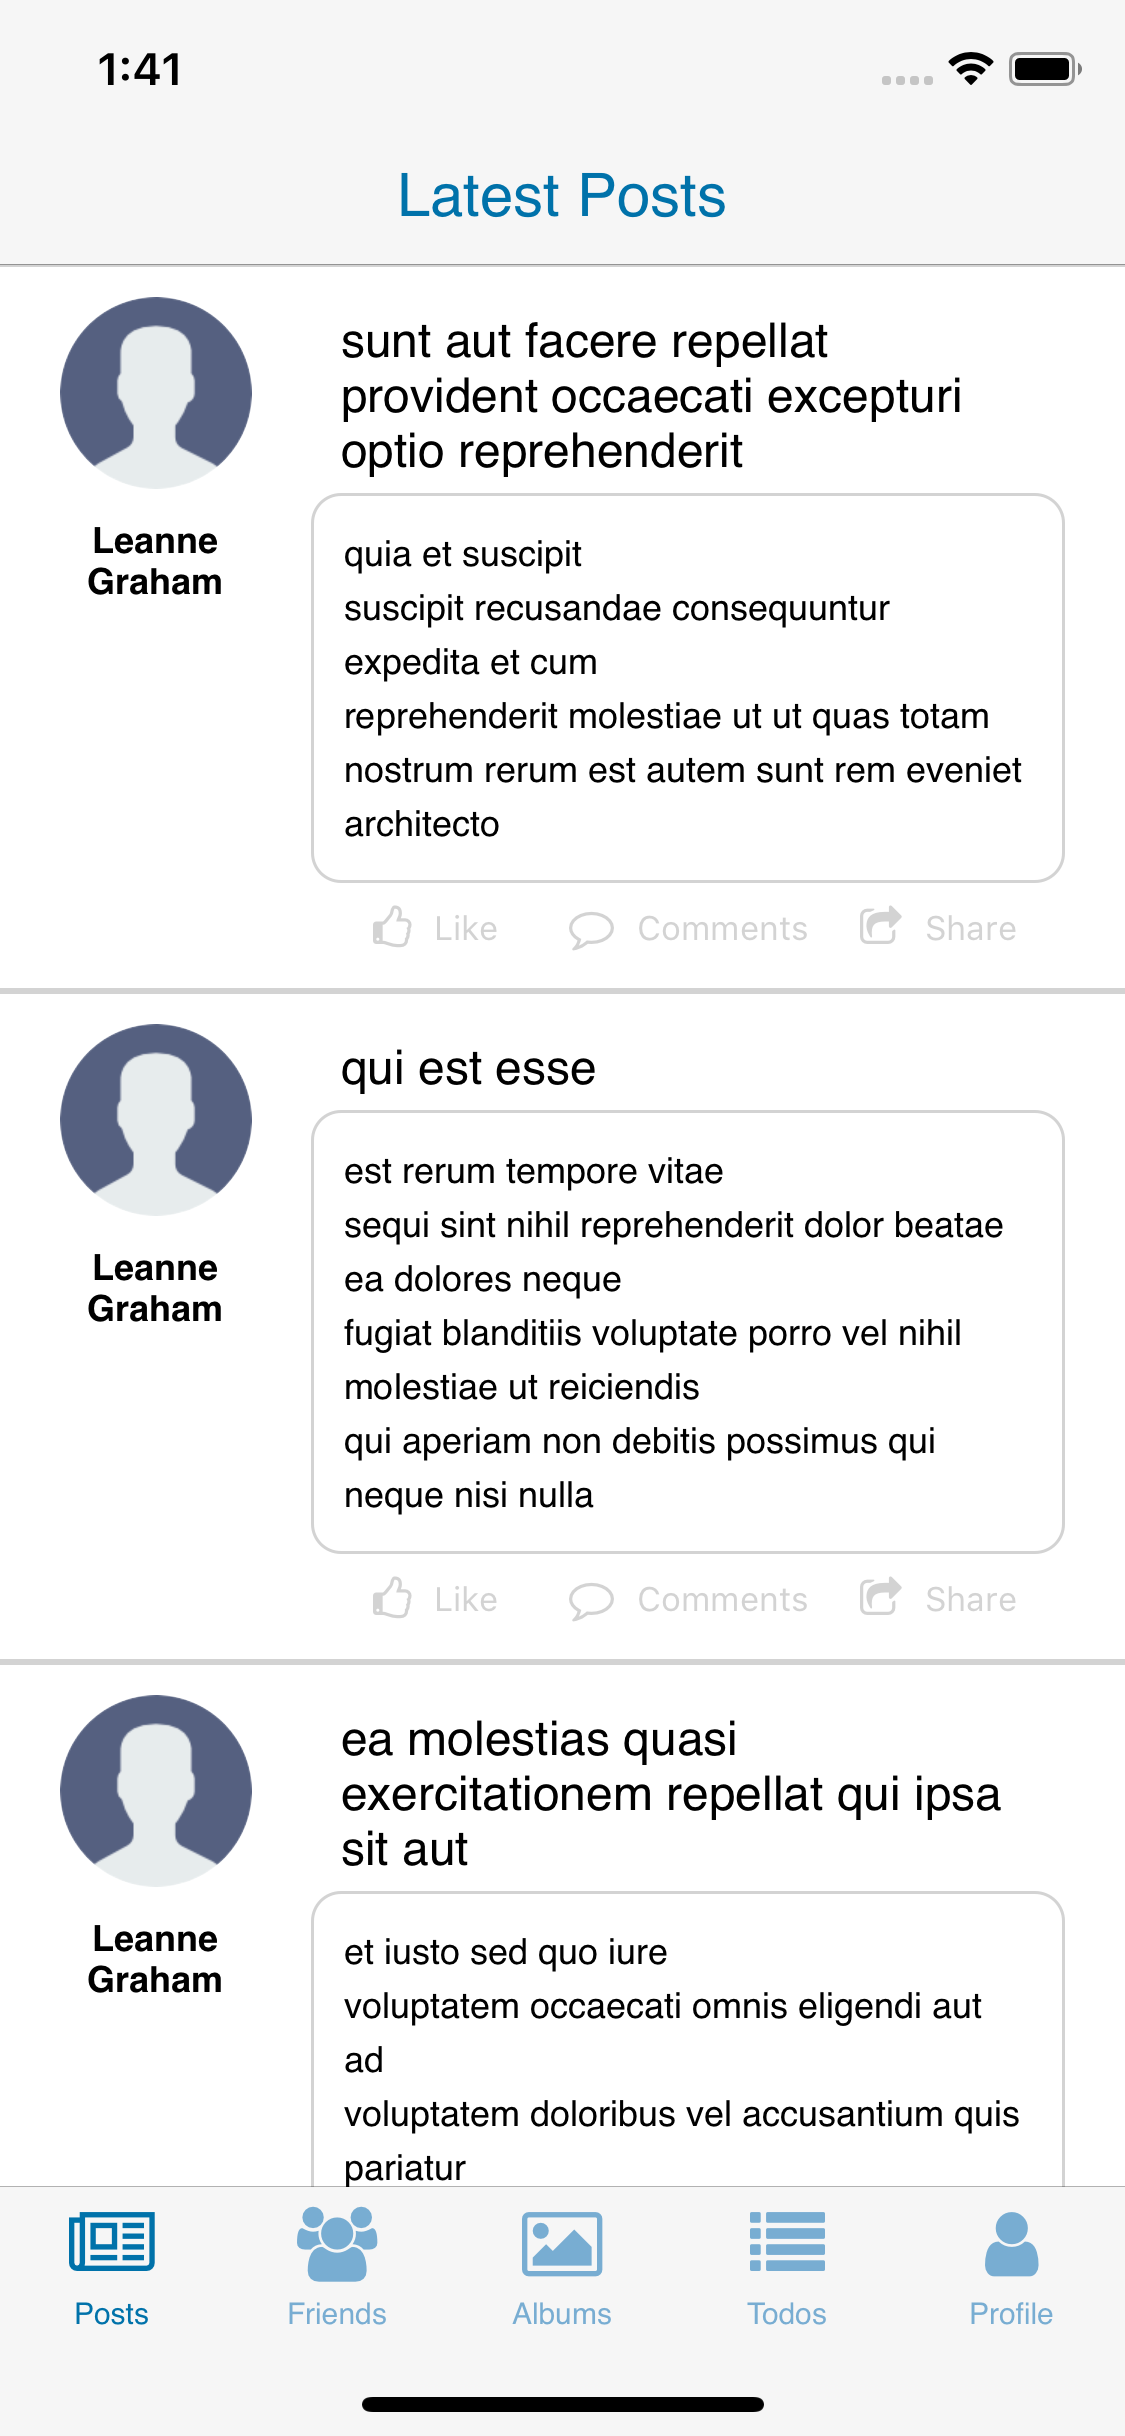 1:41
Latest Posts
sunt aut facere repellat
provident occaecati excepturi
optio reprehenderit
Leanne
Graham
quia et suscipit
suscipit recusandae consequuntur
expedita et cum
reprehenderit molestiae ut ut quas totam
nostrum rerum est autem sunt rem eveniet
architecto
Like Comments Share
qui est esse
Leanne
Graham
est rerum tempore vitae
sequi sint nihil reprehenderit dolor beatae
ea dolores neque
fugiat blanditiis voluptate porro vel nihil
molestiae ut reiciendis
qui aperiam non debitis possimus qui
neque nisi nulla
Like Comments Share
ea molestias quasi
exercitationem repellat qui ipsa
sit aut
Leanne
Graham
et iusto sed quo iure
voluptatem occaecati omnis eligendi aut
ad
voluptatem doloribus vel accusantium quis
pariatur
Posts Friends Albums Todos Profile